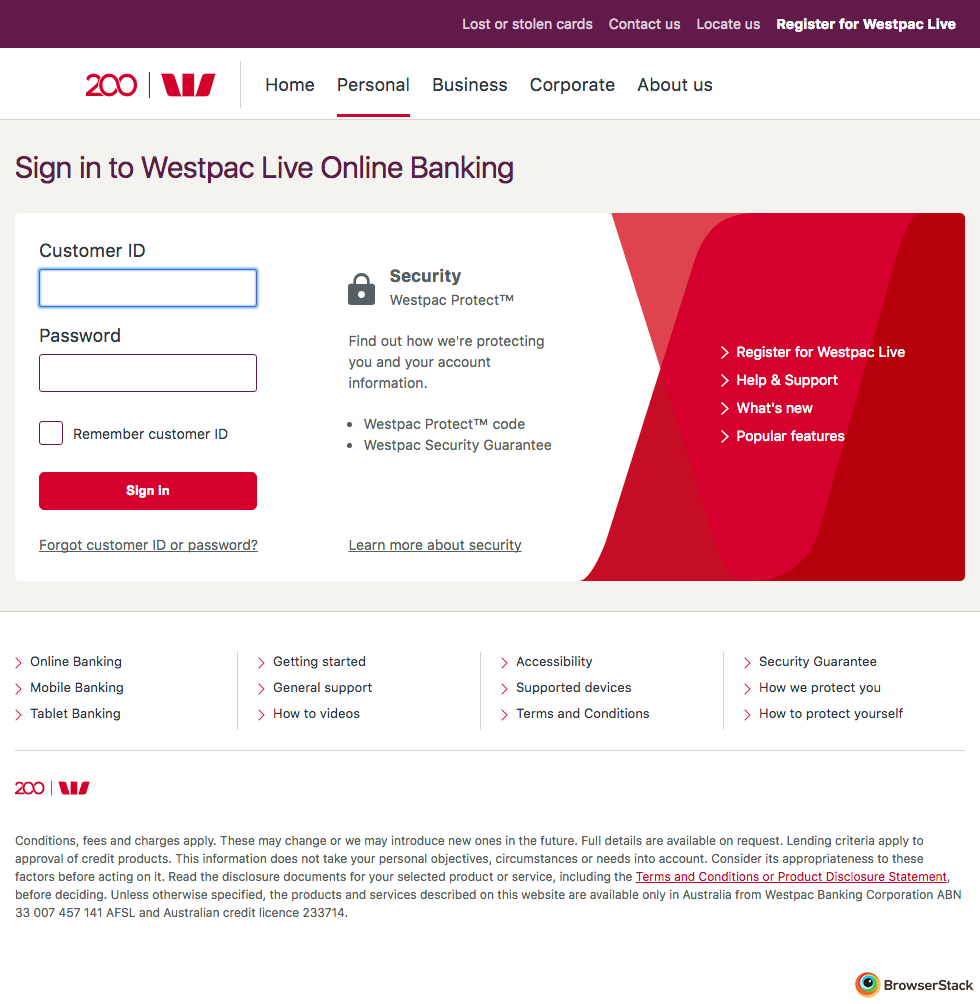 Lost or stolen cards Contact us Locate us Register for Westpac Live
200 Home Personal Business Corporate About us
Sign in to Westpac Live Online Banking
Customer ID
Password
Remember customer ID
Sign in
Forgot customer ID or password?
Security
Westpac Protect™
Find out how we're protecting
you and your account
information.
• Westpac Protect™ code
• Westpac Security Guarantee
Learn more about security
Register for Westpac Live
Help & Support
What's new
Popular features
Online Banking
Mobile Banking
Tablet Banking
Getting started
General support
How to videos
Accessibility
Supported devices
Terms and Conditions
Security Guarantee
How we protect you
How to protect yourself
200
Conditions, fees and charges apply. These may change or we may introduce new ones in the future. Full details are available on request. Lending criteria apply to
approval of credit products. This information does not take your personal objectives, circumstances or needs into account. Consider its appropriateness to these
factors before acting on it. Read the disclosure documents for your selected product or service, including the Terms and Conditions or Product Disclosure Statement,
before deciding. Unless otherwise specified, the products and services described on this website are available only in Australia from Westpac Banking Corporation ABN
33 007 457 141 AFSL and Australian credit licence 233714.
BrowserStack